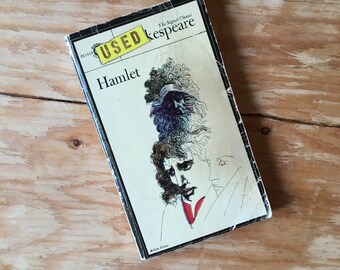 The Signet Classic
USED kespeare
Hamlet